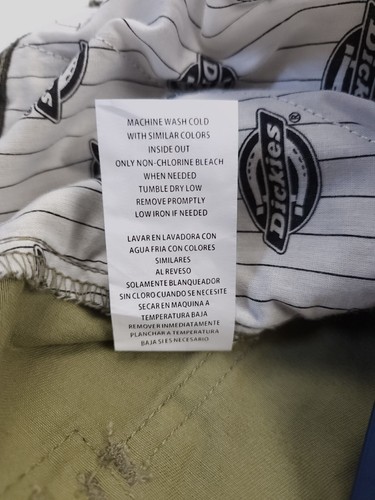 MACHINE WASH COLD
WITH SIMILAR COLORS
INSIDE OUT
ONLY NON-CHLORINE BLEACH
WHEN NEEDED
TUMBLE DRY LOW
REMOVE PROMPTLY
LOW IRON IF NEEDED
LAVAR EN LAVADORA CON
AGUA FRIA CON COLORES
SIMILARES
AL REVESO
SOLAMENTE BLANQUEADOR
SIN CLORO CUANDO SE NECESITE
SECAR EN MAQUINA A
TEMPERATURA BAJA
REMOVER INMEDIATAMENTE
PLANCHAR A TEMPERATURA
BAJA SI ES NECESARIO
Dickies®
Dickies